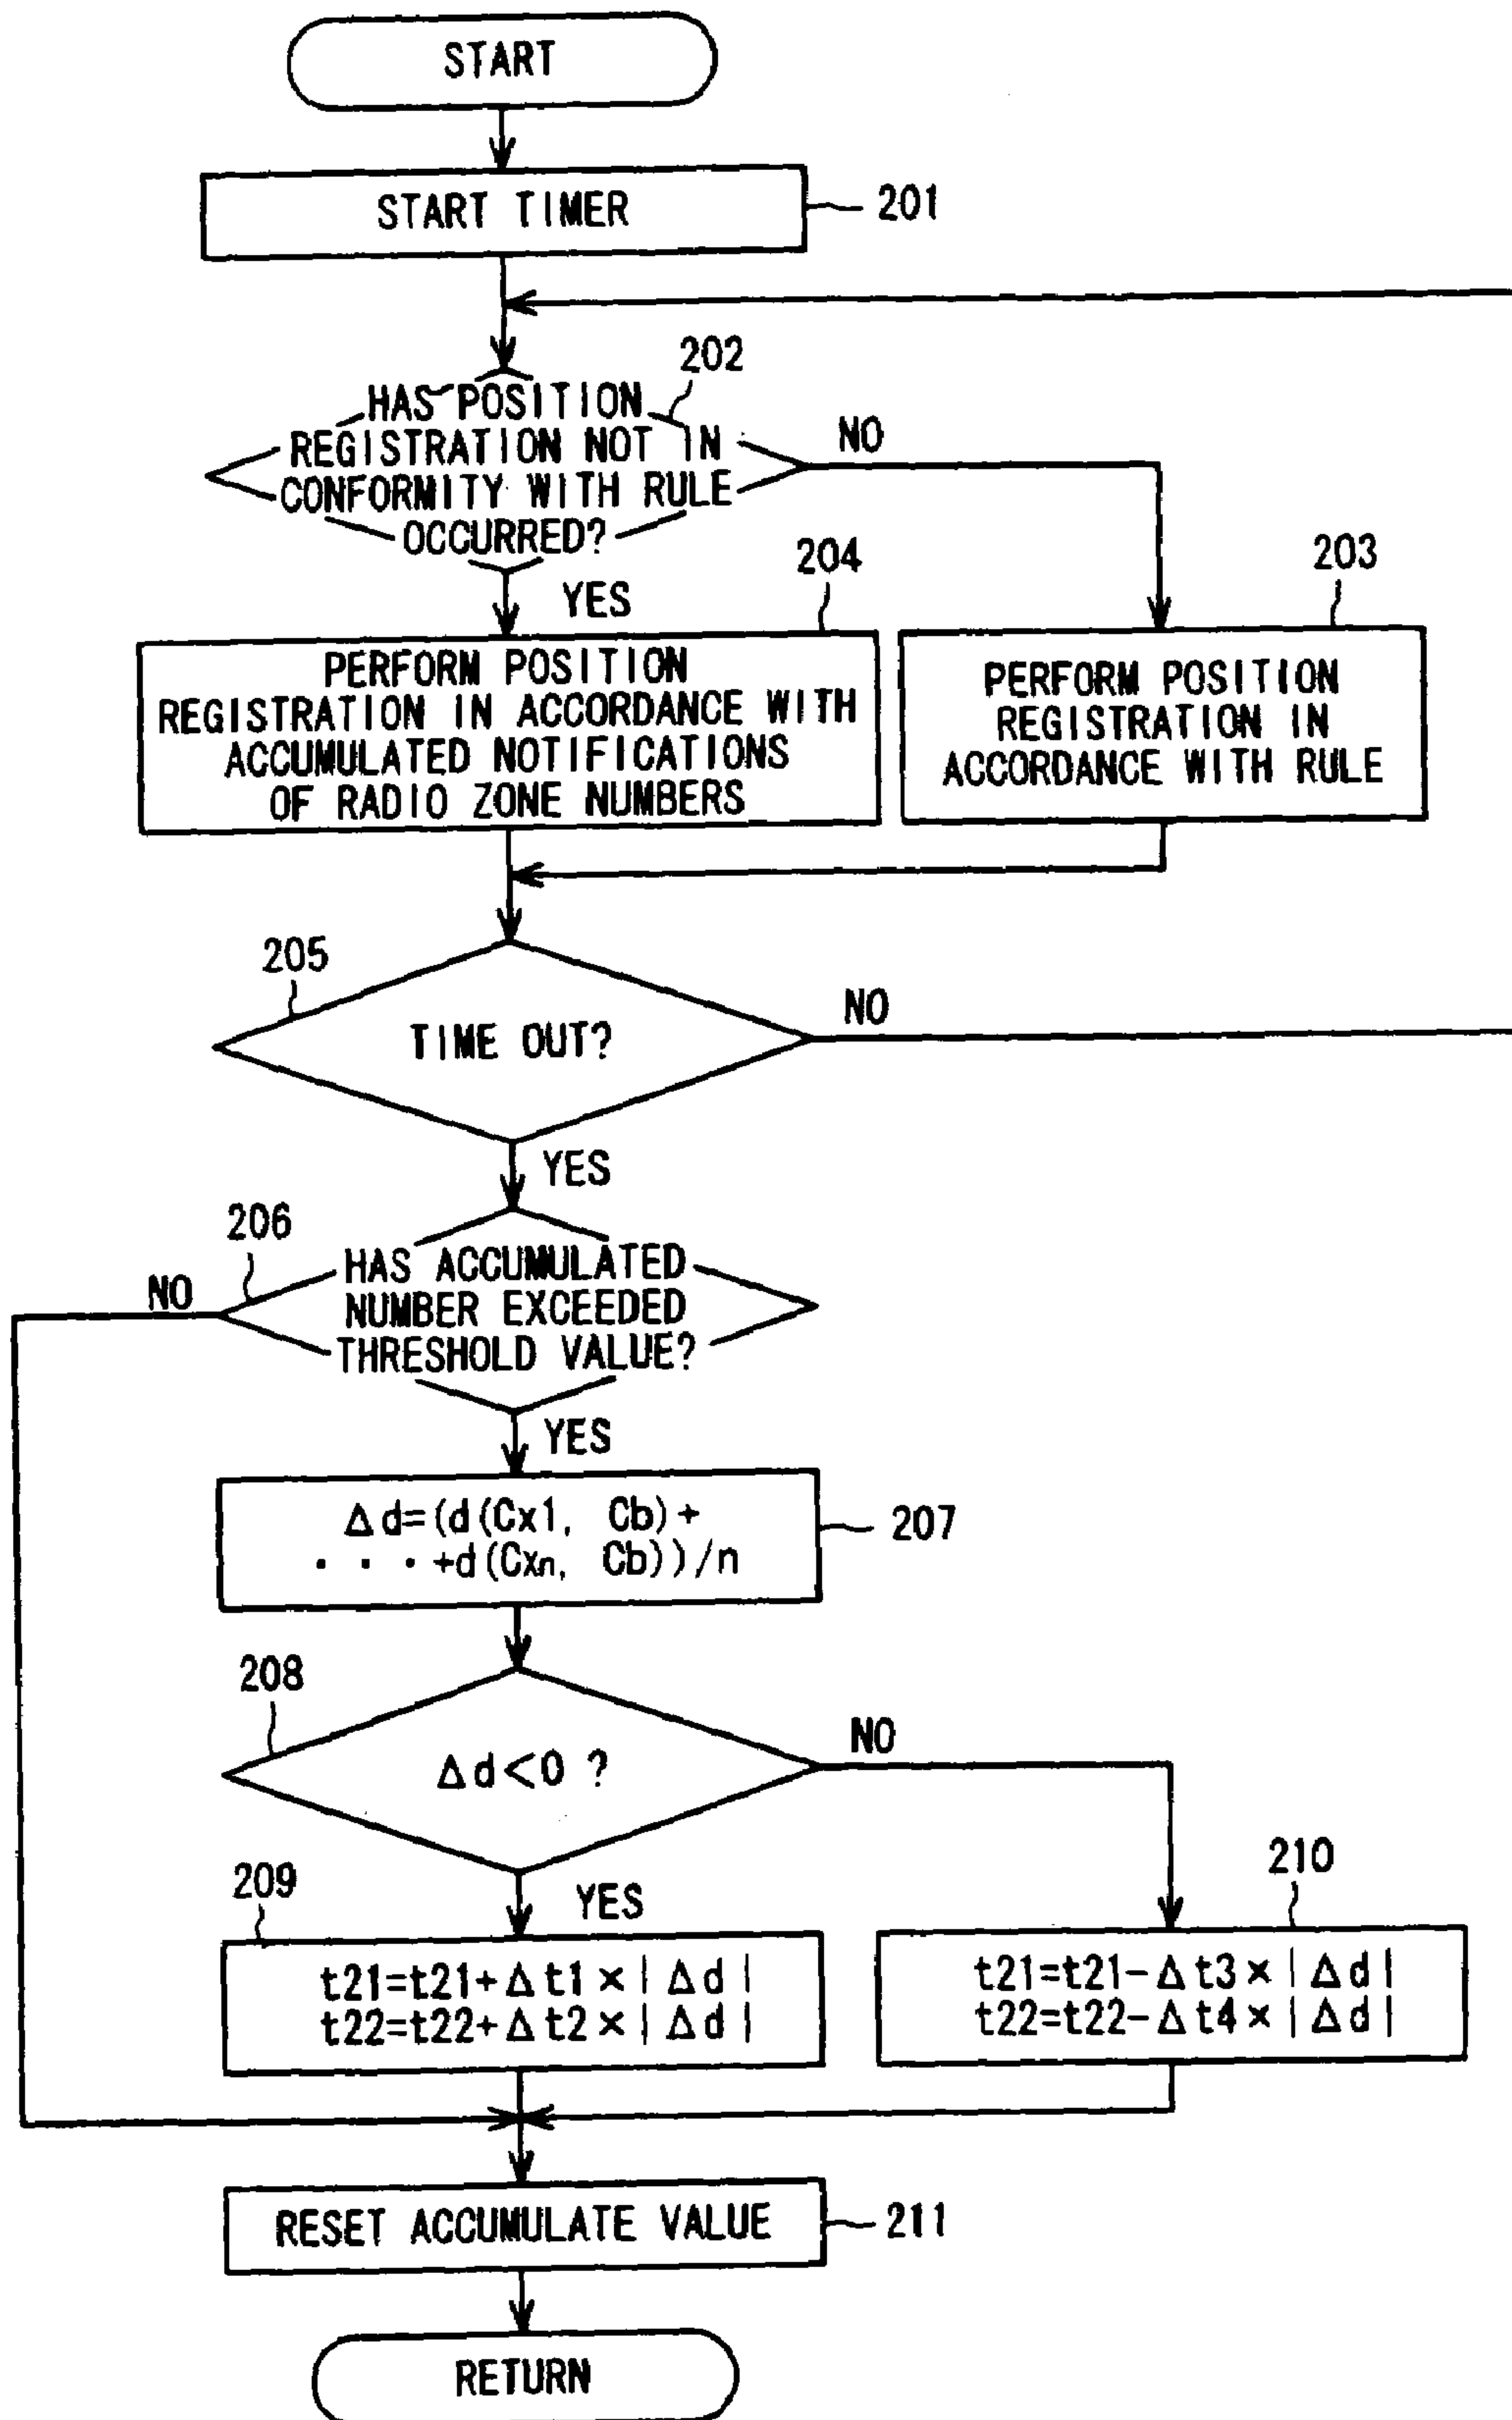 START
START TIMER
201
202
HAS POSITION
REGISTRATION NOT IN
CONFORMITY WITH RULE
OCCURRED?
NO
YES
204
PERFORM POSITION
REGISTRATION IN ACCORDANCE WITH
ACCUMULATED NOTIFICATIONS
OF RADIO ZONE NUMBERS
203
PERFORM POSITION
REGISTRATION IN
ACCORDANCE WITH RULE
205
TIME OUT?
NO
YES
206
NO
HAS ACCUMULATED
NUMBER EXCEEDED
THRESHOLD VALUE?
YES
Δd=(d(Cx1, Cb)+
· · · +d(Cxn, Cb))/n
207
208
Δd<0 ?
NO
YES
209
t21=t21+Δt1×|Δd|
t22=t22+Δt2×|Δd|
210
t21=t21-Δt3×|Δd|
t22=t22-Δt4×|Δd|
RESET ACCUMULATE VALUE
211
RETURN